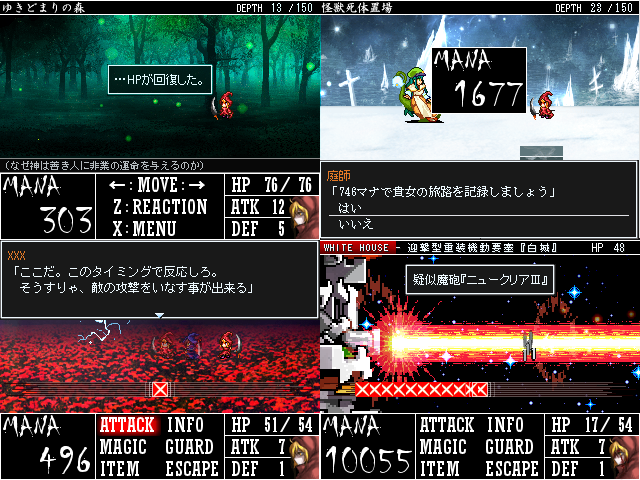 ゆきどまりの森
DEPTH 13 /150
…HPが回復した。
(なぜ神は善き人に非業の運命を与えるのか)
MANA
303
←:MOVE:→
Z:REACTION
X:MENU
HP 76/ 76
ATK 12
DEF 5
怪獣死体置場
DEPTH 23 /150
MANA
1677
庭師
「746マナで貴女の旅路を記録しましょう」
はい
いいえ
XXX
「ここだ。このタイミングで反応しろ。
そうすりゃ、敵の攻撃をいなす事が出来る」
MANA
496
ATTACK INFO
MAGIC GUARD
ITEM ESCAPE
HP 51/ 54
ATK 7
DEF 1
WHITE HOUSE - 迎撃型重装機動要塞『白城』 HP 48
疑似魔砲『ニュークリアⅢ』
MANA
10055
ATTACK INFO
MAGIC GUARD
ITEM ESCAPE
HP 17/ 54
ATK 7
DEF 1